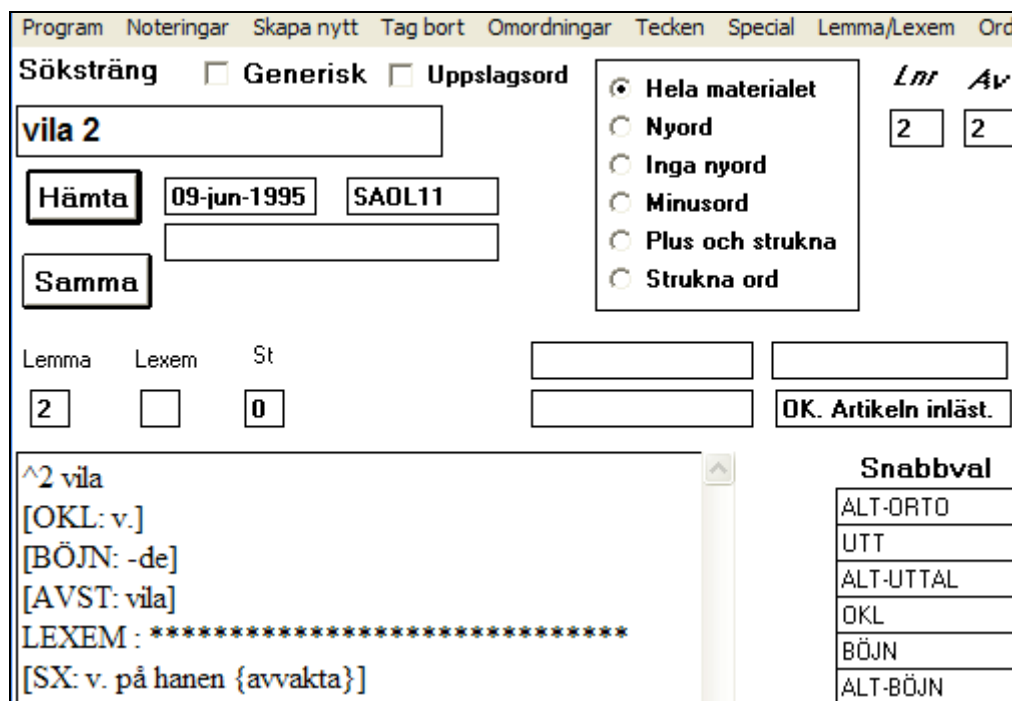 Program Noteringar Skapa nytt Tag bort Omordningar Tecken Special Lemma/Lexem Ord
Söksträng Generisk Uppslagsord
Hela materialet
Nyord
Inga nyord
Minusord
Plus och strukna
Strukna ord
Lnr Av
2 2
vila 2
Hämta 09-jun-1995 SAOL11
Samma
Lemma Lexem St
2 0
OK. Artikeln inläst.
^2 vila
[OKL: v.]
[BÖJN: -de]
[AVST: vila]
LEXEM : ******************************
[SX: v. på hanen {avvakta}]
Snabbval
ALT-ORTO
UTT
ALT-UTTAL
OKL
BÖJN
ALT-BÖJN